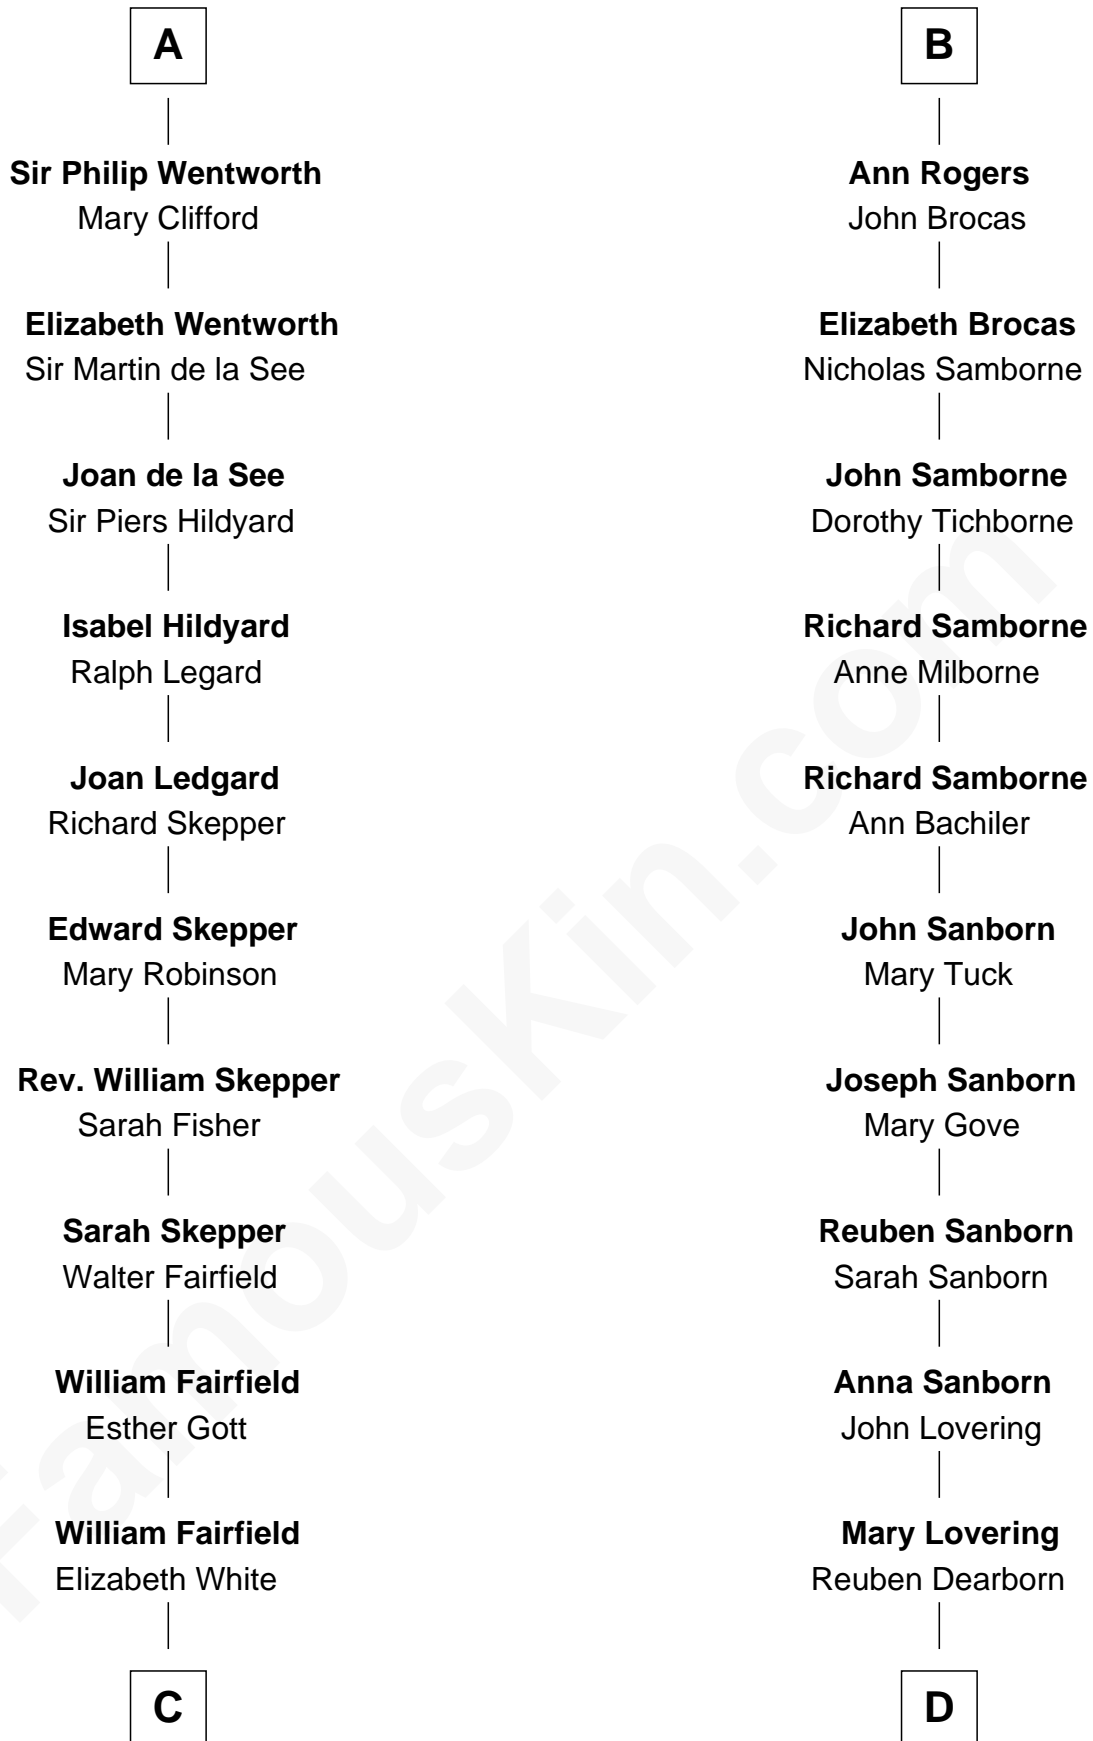 A
Sir Philip Wentworth
Mary Clifford
Elizabeth Wentworth
Sir Martin de la See
Joan de la See
Sir Piers Hildyard
Isabel Hildyard
Ralph Legard
Joan Ledgard
Richard Skepper
Edward Skepper
Mary Robinson
Rev. William Skepper
Sarah Fisher
Sarah Skepper
Walter Fairfield
William Fairfield
Esther Gott
William Fairfield
Elizabeth White
C
B
Ann Rogers
John Brocas
Elizabeth Brocas
Nicholas Samborne
John Samborne
Dorothy Tichborne
Richard Samborne
Anne Milborne
Richard Samborne
Ann Bachiler
John Sanborn
Mary Tuck
Joseph Sanborn
Mary Gove
Reuben Sanborn
Sarah Sanborn
Anna Sanborn
John Lovering
Mary Lovering
Reuben Dearborn
D
FamousKin.com